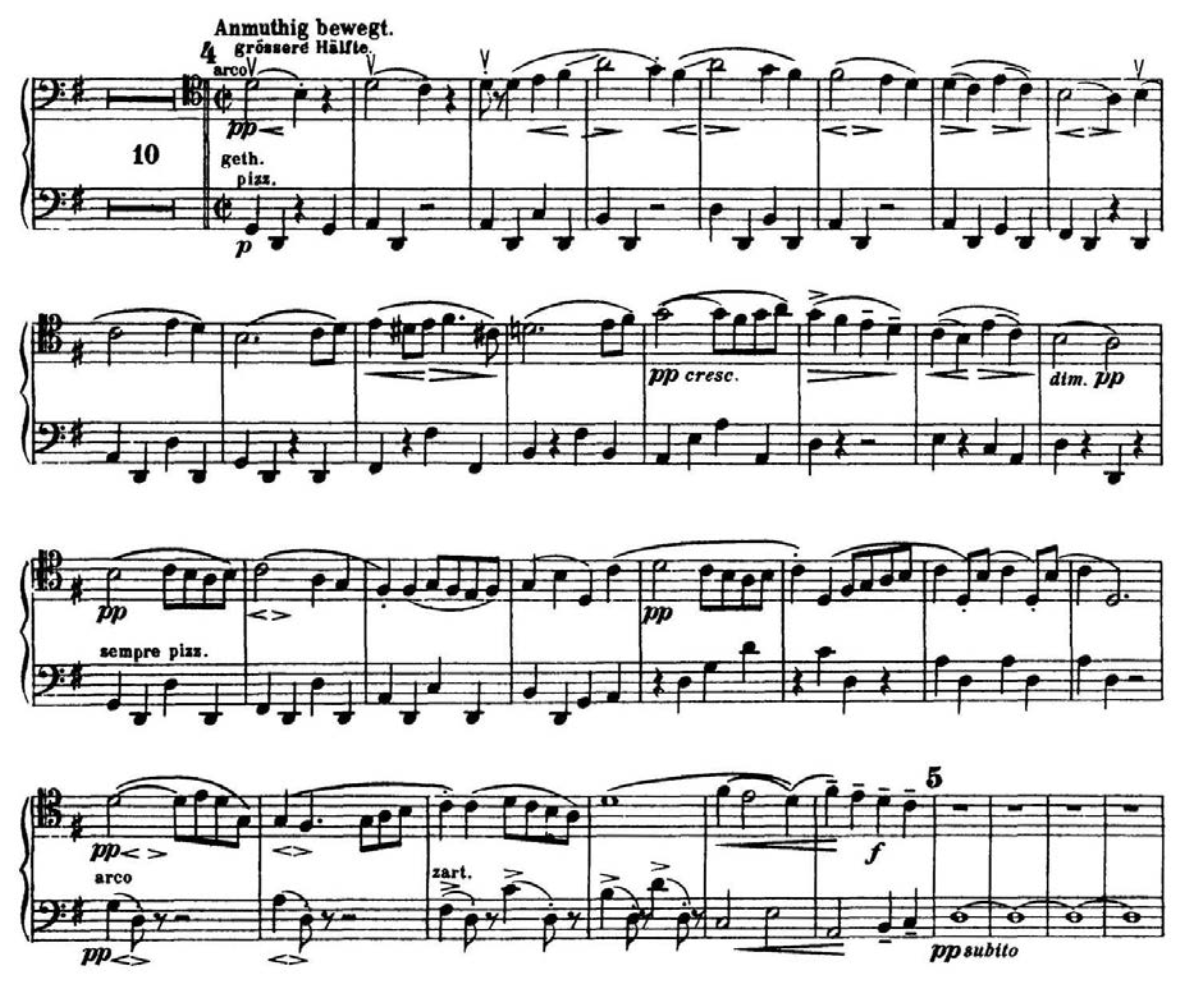 Anmuthig bewegt.
4 grössere Hälfte.
arco
pp
10
geth.
pizz.
p
pp cresc.
dim. pp
pp
pp
sempre pizz.
5
pp
f
arco
zart.
pp
pp subito